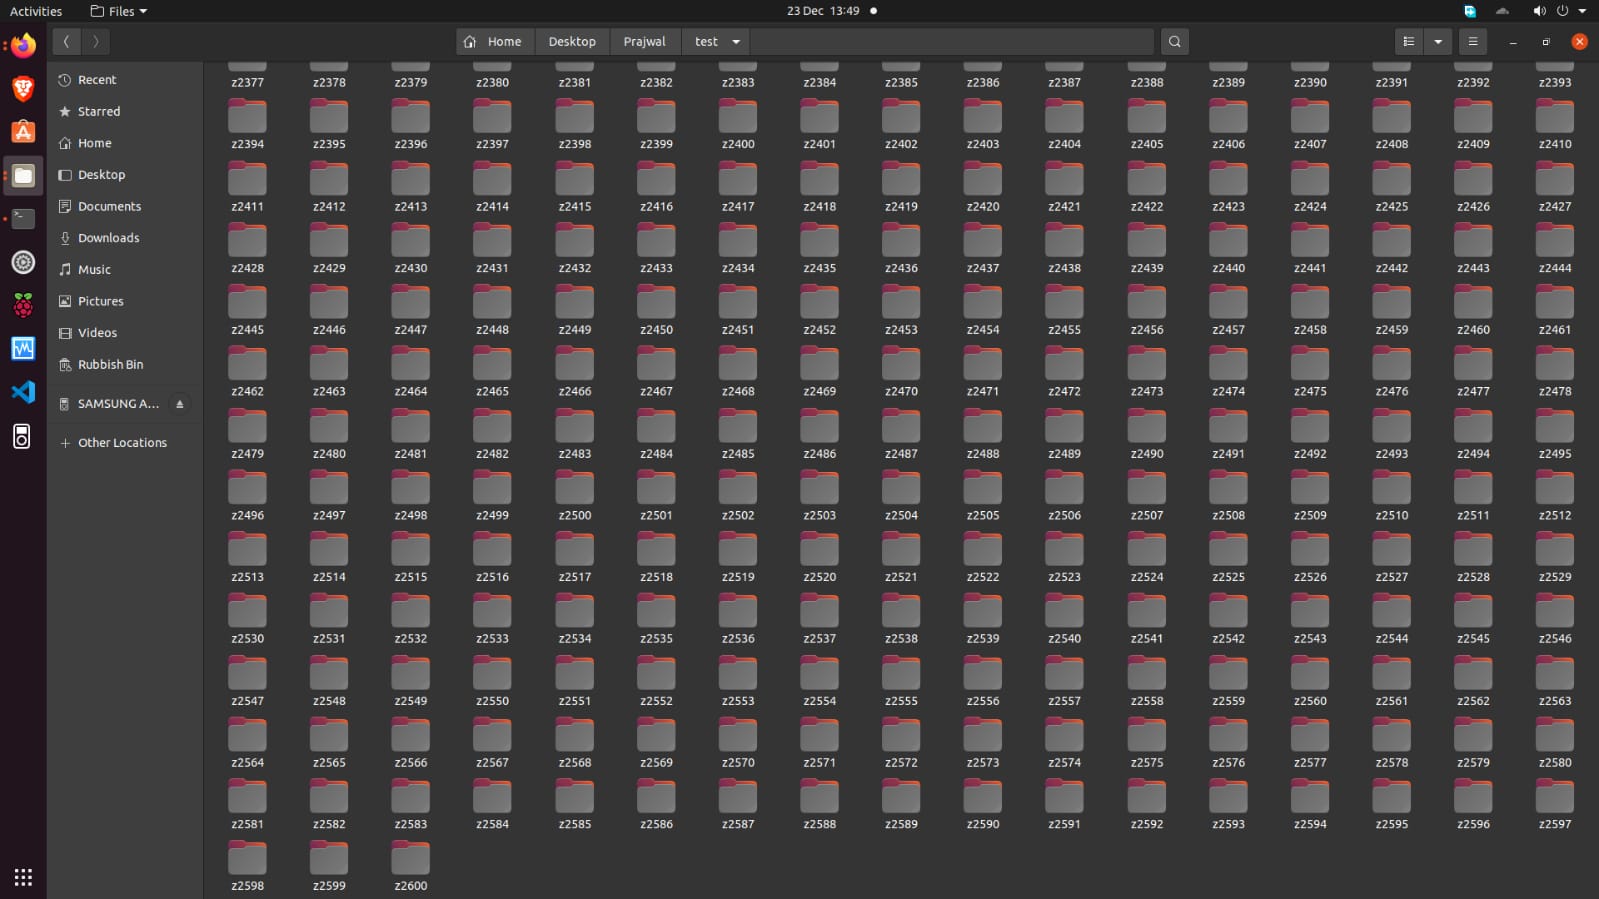 Activities Files 23 Dec 13:49
Home Desktop Prajwal test
Recent
Starred
Home
Desktop
Documents
Downloads
Music
Pictures
Videos
Rubbish Bin
SAMSUNG A...
Other Locations
z2377 z2378 z2379 z2380 z2381 z2382 z2383 z2384 z2385 z2386 z2387 z2388 z2389 z2390 z2391 z2392 z2393
z2394 z2395 z2396 z2397 z2398 z2399 z2400 z2401 z2402 z2403 z2404 z2405 z2406 z2407 z2408 z2409 z2410
z2411 z2412 z2413 z2414 z2415 z2416 z2417 z2418 z2419 z2420 z2421 z2422 z2423 z2424 z2425 z2426 z2427
z2428 z2429 z2430 z2431 z2432 z2433 z2434 z2435 z2436 z2437 z2438 z2439 z2440 z2441 z2442 z2443 z2444
z2445 z2446 z2447 z2448 z2449 z2450 z2451 z2452 z2453 z2454 z2455 z2456 z2457 z2458 z2459 z2460 z2461
z2462 z2463 z2464 z2465 z2466 z2467 z2468 z2469 z2470 z2471 z2472 z2473 z2474 z2475 z2476 z2477 z2478
z2479 z2480 z2481 z2482 z2483 z2484 z2485 z2486 z2487 z2488 z2489 z2490 z2491 z2492 z2493 z2494 z2495
z2496 z2497 z2498 z2499 z2500 z2501 z2502 z2503 z2504 z2505 z2506 z2507 z2508 z2509 z2510 z2511 z2512
z2513 z2514 z2515 z2516 z2517 z2518 z2519 z2520 z2521 z2522 z2523 z2524 z2525 z2526 z2527 z2528 z2529
z2530 z2531 z2532 z2533 z2534 z2535 z2536 z2537 z2538 z2539 z2540 z2541 z2542 z2543 z2544 z2545 z2546
z2547 z2548 z2549 z2550 z2551 z2552 z2553 z2554 z2555 z2556 z2557 z2558 z2559 z2560 z2561 z2562 z2563
z2564 z2565 z2566 z2567 z2568 z2569 z2570 z2571 z2572 z2573 z2574 z2575 z2576 z2577 z2578 z2579 z2580
z2581 z2582 z2583 z2584 z2585 z2586 z2587 z2588 z2589 z2590 z2591 z2592 z2593 z2594 z2595 z2596 z2597
z2598 z2599 z2600